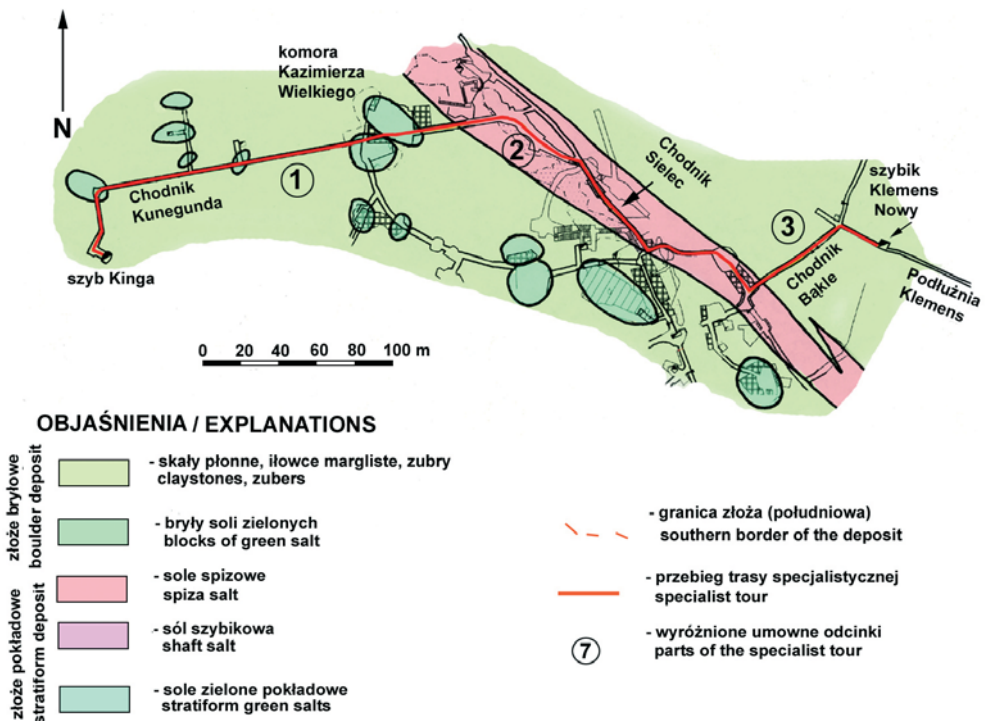 komora
Kazimierza
Wielkiego
N
Chodnik
Kunegunda
1
szyb Kinga
2
Chodnik
Sielec
3
szybik
Klemens
Nowy
Chodnik
Bąkle
Podłużnia
Klemens
0 20 40 60 80 100 m
OBJAŚNIENIA / EXPLANATIONS
złoże bryłowe
boulder deposit
- skały płonne, iłowce margliste, zubry
claystones, zubers
- bryły soli zielonych
blocks of green salt
złoże pokładowe
stratiform deposit
- sole spizowe
spiza salt
- sól szybikowa
shaft salt
- sole zielone pokładowe
stratiform green salts
- granica złoża (południowa)
southern border of the deposit
- przebieg trasy specjalistycznej
specialist tour
7
- wyróżnione umowne odcinki
parts of the specialist tour